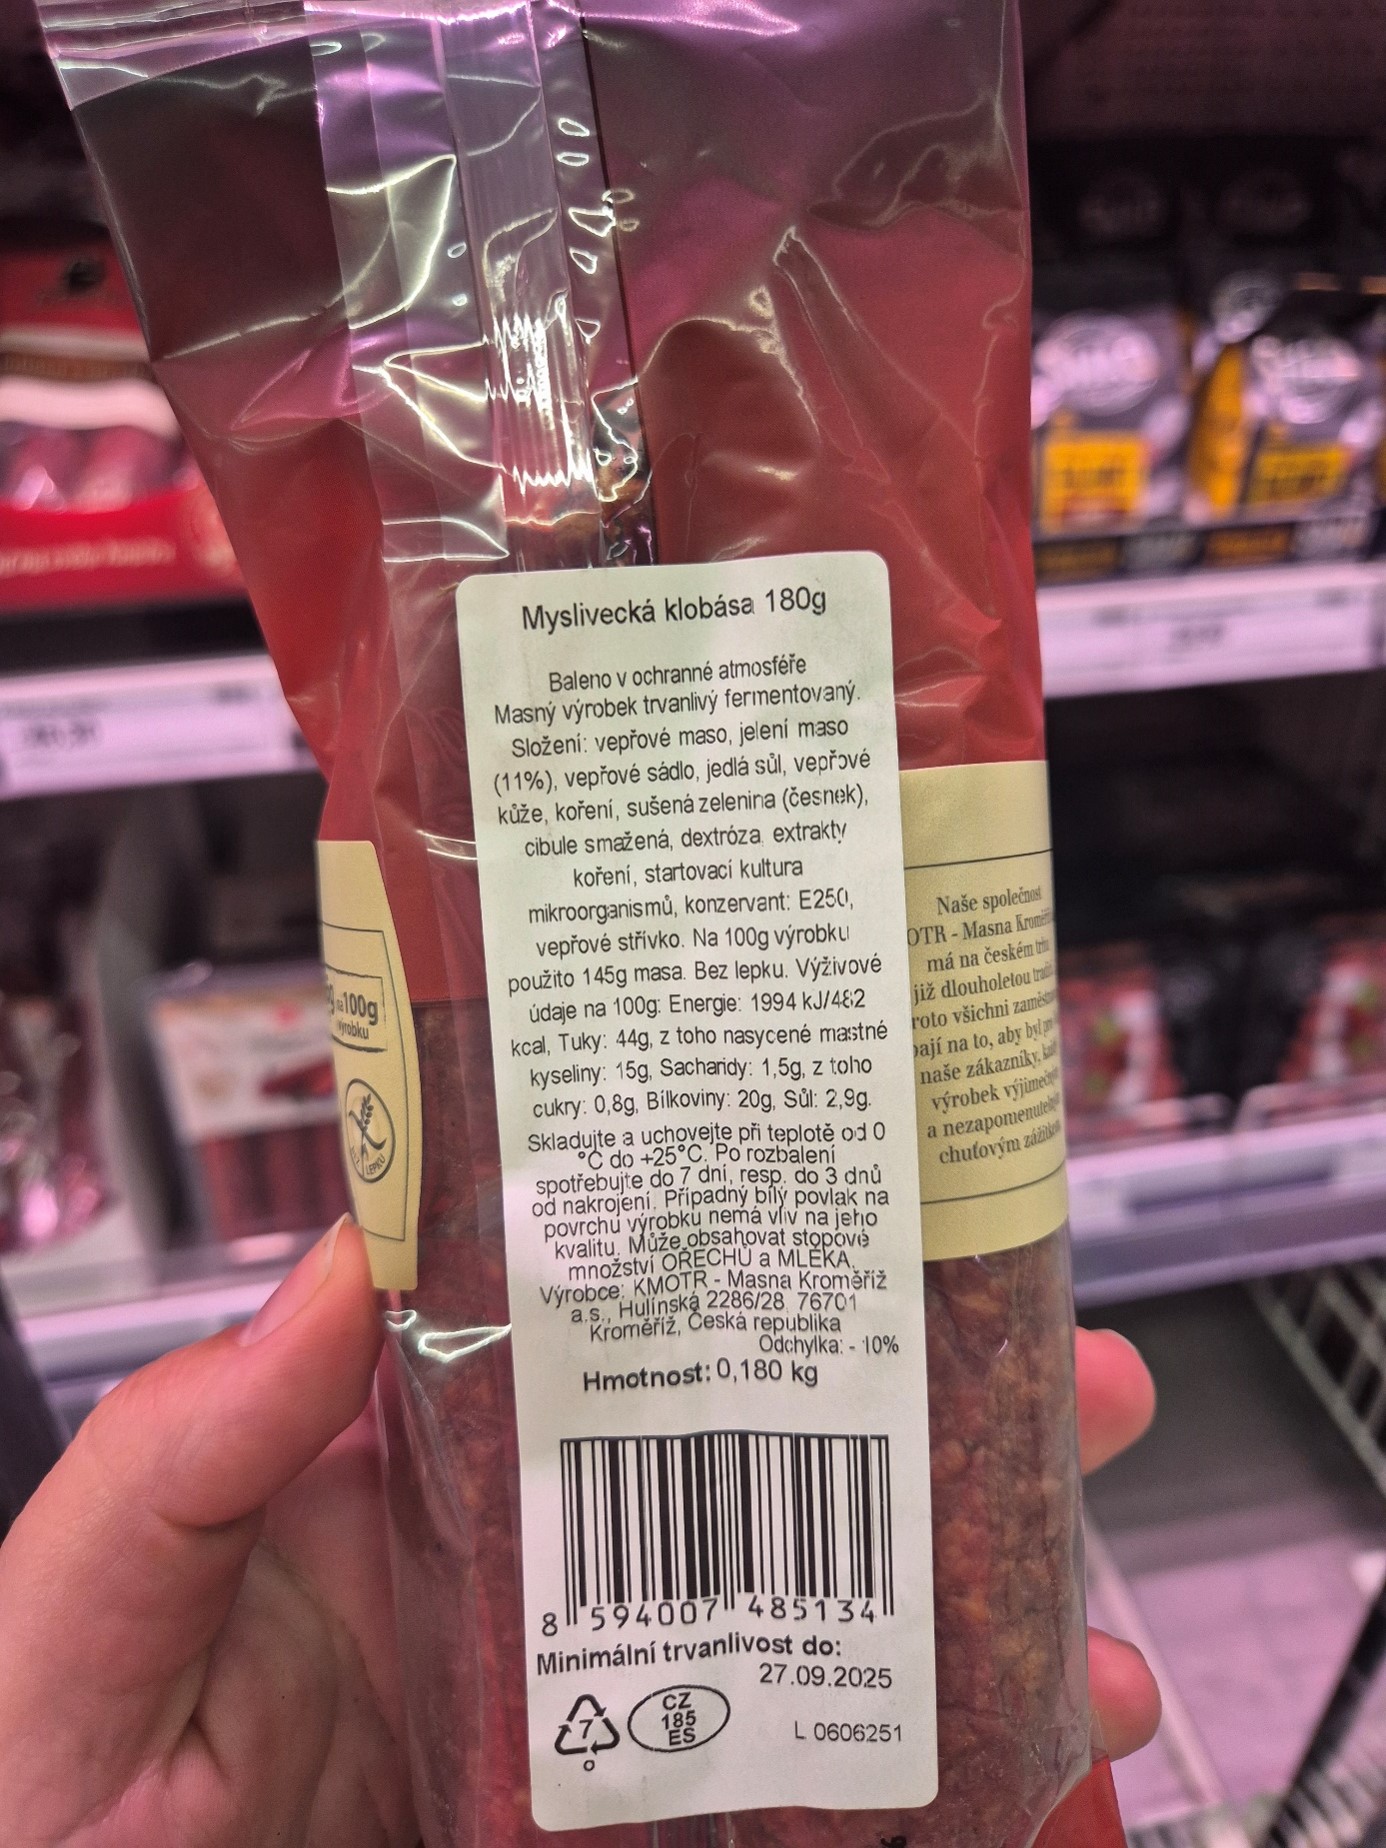 Myslivecká klobása 180g
Baleno v ochranné atmosféře
Masný výrobek trvanlivý fermentovaný.
Složení: vepřové maso, jelení maso
(11%), vepřové sádlo, jedlá sůl, vepřové
kůže, koření, sušená zelenina (česnek),
cibule smažená, dextróza, extrakty
koření, startovací kultura
mikroorganismů, konzervant: E250,
vepřové střívko. Na 100g výrobku
použito 145g masa. Bez lepku. Výživové
údaje na 100g: Energie: 1994 kJ/482
kcal, Tuky: 44g, z toho nasycené mastné
kyseliny: 15g, Sacharidy: 1,5g, z toho
cukry: 0,8g, Bílkoviny: 20g, Sůl: 2,9g.
Skladujte a uchovejte při teplotě od 0
°C do +25°C. Po rozbalení
spotřebujte do 7 dní, resp. do 3 dnů
od nakrojení. Případný bílý povlak na
povrchu výrobku nemá vliv na jeho
kvalitu. Může obsahovat stopové
množství OŘECHŮ a MLÉKA.
Výrobce: KMOTR - Masna Kroměříž
a.s., Hulínská 2286/28, 76701
Kroměříž, Česká republika
Odchylka: - 10%
Hmotnost: 0,180 kg
8 594007 485134
Minimální trvanlivost do:
27.09.2025
7
CZ
185
ES
L 0606251
g na 100g
výrobku
LEPKU
Naše společnost
OTR - Masna
má na českém trhu
již dlouholetou
všichni
na to, aby byl
naše zákazníky,
výrobek
a
chuťovým